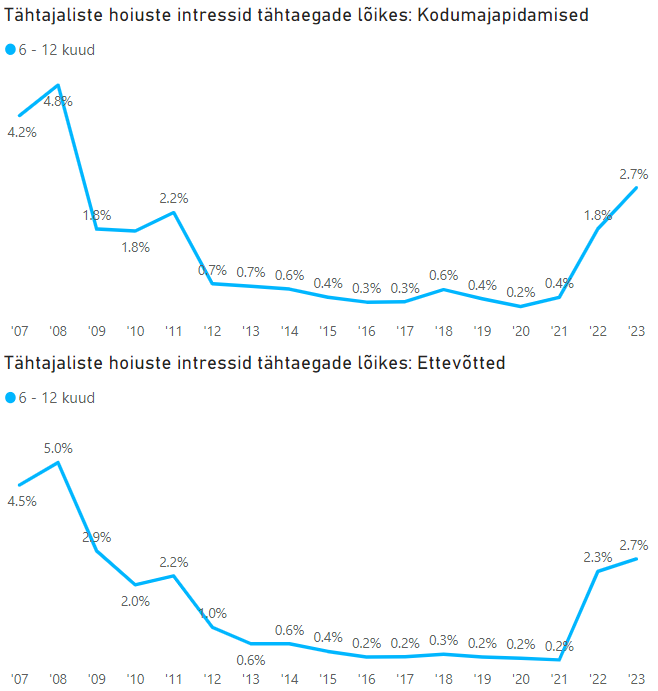 Tähtajaliste hoiuste intressid tähtaegade lõikes: Kodumajapidamised
6 - 12 kuud
4.2% 4.8% 1.8% 1.8% 2.2% 0.7% 0.7% 0.6% 0.4% 0.3% 0.3% 0.6% 0.4% 0.2% 0.4% 1.8% 2.7%
'07 '08 '09 '10 '11 '12 '13 '14 '15 '16 '17 '18 '19 '20 '21 '22 '23
Tähtajaliste hoiuste intressid tähtaegade lõikes: Ettevõtted
6 - 12 kuud
4.5% 5.0% 2.9% 2.0% 2.2% 1.0% 0.6% 0.6% 0.4% 0.2% 0.2% 0.3% 0.2% 0.2% 0.2% 2.3% 2.7%
'07 '08 '09 '10 '11 '12 '13 '14 '15 '16 '17 '18 '19 '20 '21 '22 '23